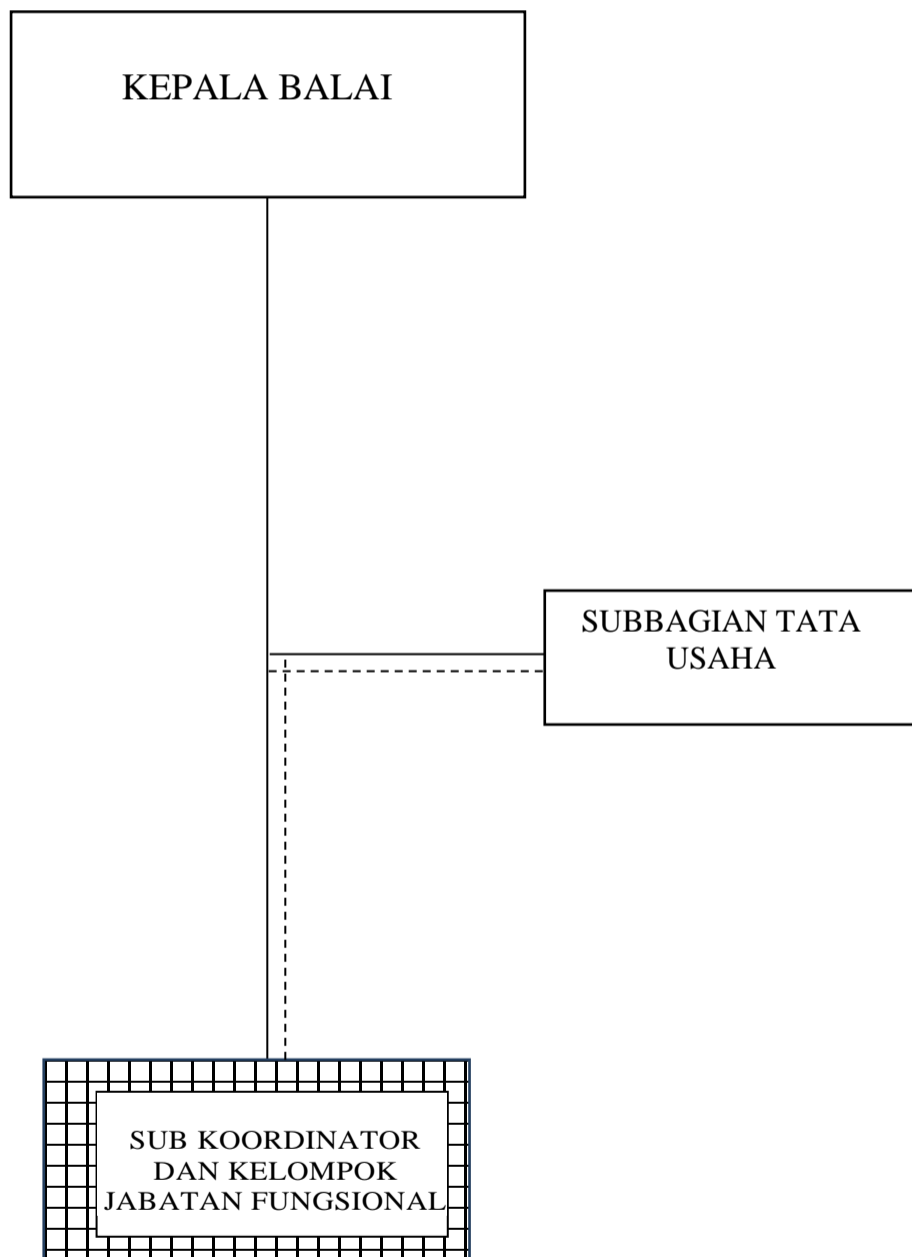 KEPALA BALAI
SUBBAGIAN TATA
USAHA
SUB KOORDINATOR
DAN KELOMPOK
JABATAN FUNGSIONAL